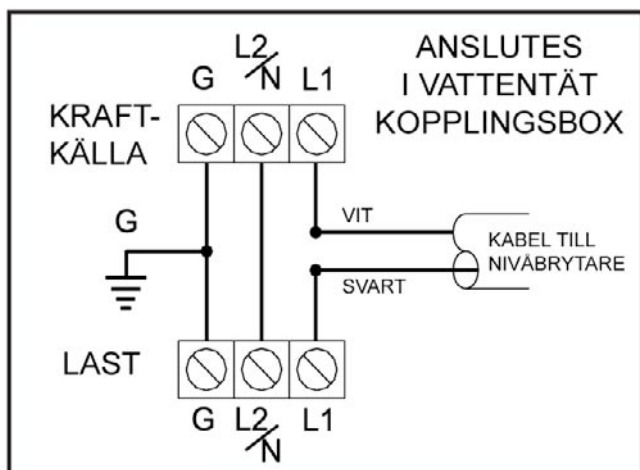 ANSLUTES
I VATTENTÄT
KOPPLINGSBOX
G L2/N L1
KRAFT-
KÄLLA
G
VIT
KABEL TILL
NIVÅBRYTARE
SVART
LAST
G L2/N L1